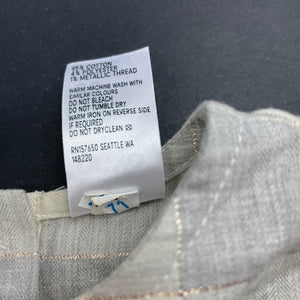 95% COTTON
4% POLYESTER
1% METALLIC THREAD
WARM MACHINE WASH WITH
SIMILAR COLOURS
DO NOT BLEACH
DO NOT TUMBLE DRY
WARM IRON ON REVERSE SIDE
IF REQUIRED
DO NOT DRYCLEAN
RN157650 SEATTLE WA
148220